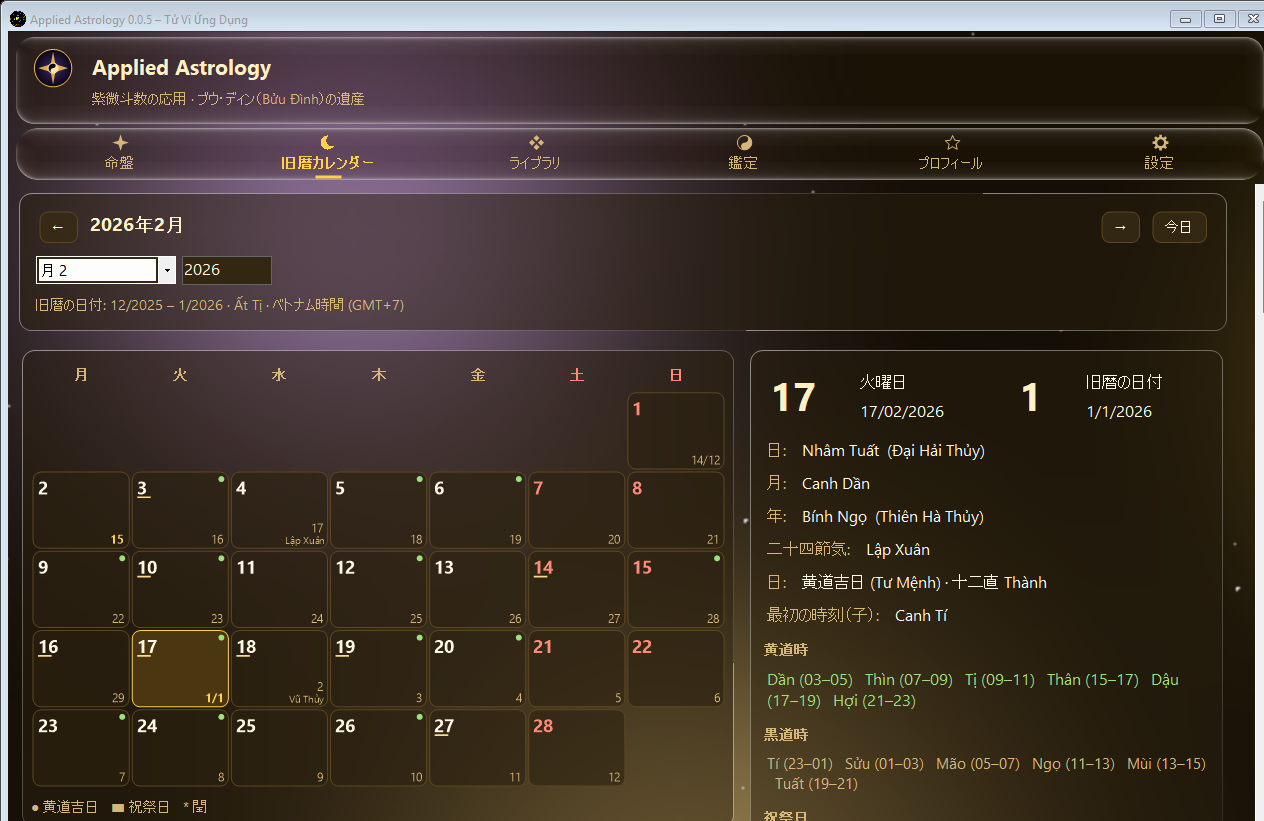 Applied Astrology 0.0.5 – Tử Vi Ứng Dụng
Applied Astrology
紫微斗数の応用 · ブウ・ディン（Bửu Đình）の遺産
命盤
旧暦カレンダー
ライブラリ
鑑定
プロフィール
設定
← 2026年2月 → 今日
月 2 2026
旧暦の日付: 12/2025 – 1/2026 · Ất Tị · ベトナム時間 (GMT+7)
月 火 水 木 金 土 日
1
14/12
2 3 4 5 6 7 8
15 16 17 18 19 20 21
Lập Xuân
9 10 11 12 13 14 15
22 23 24 25 26 27 28
16 17 18 19 20 21 22
29 1/1 2 3 4 5 6
Vũ Thủy
23 24 25 26 27 28
7 8 9 10 11 12
● 黄道吉日 祝祭日 * 閏
17 火曜日 1 旧暦の日付
17/02/2026 1/1/2026
日: Nhâm Tuất (Đại Hải Thủy)
月: Canh Dần
年: Bính Ngọ (Thiên Hà Thủy)
二十四節気: Lập Xuân
日: 黄道吉日 (Tư Mệnh) · 十二直 Thành
最初の時刻（子）: Canh Tí
黄道時
Dần (03–05) Thìn (07–09) Tị (09–11) Thân (15–17) Dậu
(17–19) Hợi (21–23)
黒道時
Tí (23–01) Sửu (01–03) Mão (05–07) Ngọ (11–13) Mùi (13–15)
Tuất (19–21)
祝祭日